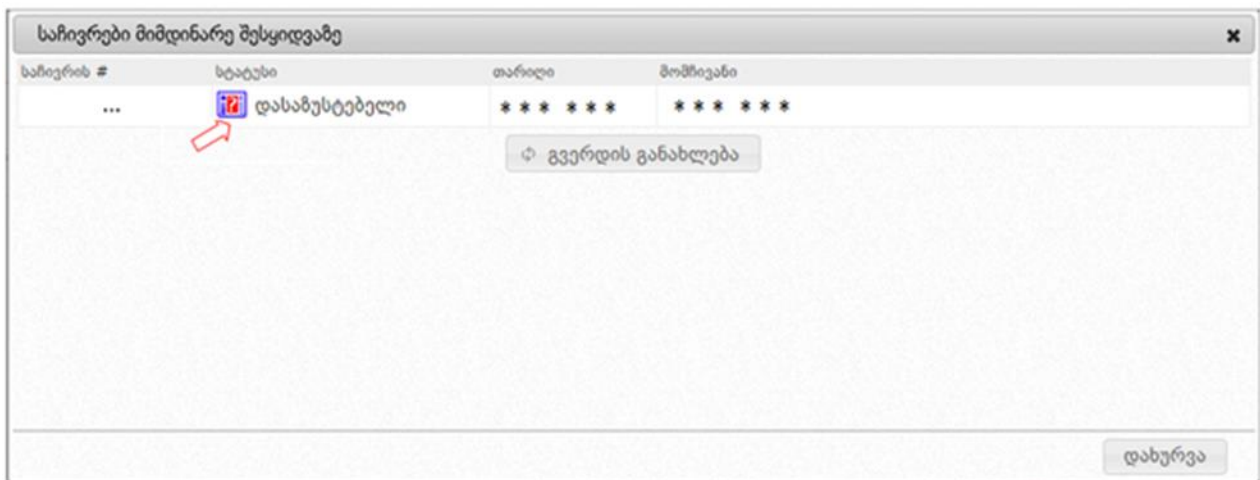 საჩივრები მიმდინარე შესყიდვაზე
საჩივრის # სტატუსი თარიღი მომჩივანი
... დასაზუსტებელი *** *** *** ***
გვერდის განახლება
დახურვა